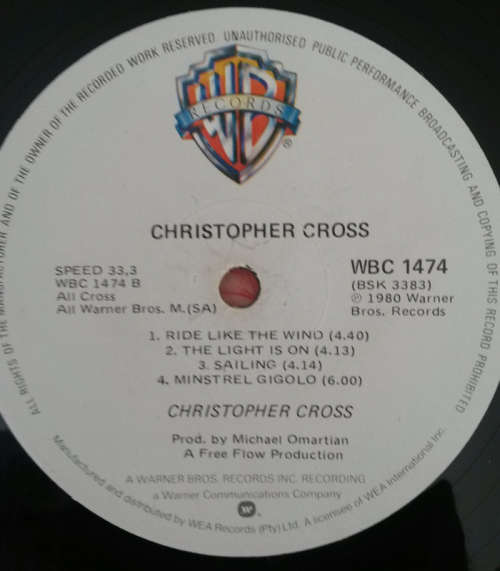 ALL RIGHTS OF THE MANUFACTURER AND OF THE OWNER OF THE RECORDED WORK RESERVED. UNAUTHORISED PUBLIC PERFORMANCE BROADCASTING AND COPYING OF THIS RECORD PROHIBITED
WB
RECORDS
®
CHRISTOPHER CROSS
SPEED 33,3
WBC 1474 B
All Cross
All Warner Bros. M.(SA)
WBC 1474
(BSK 3383)
℗ 1980 Warner
Bros. Records
1. RIDE LIKE THE WIND (4.40)
2. THE LIGHT IS ON (4.13)
3. SAILING (4.14)
4. MINSTREL GIGOLO (6.00)
CHRISTOPHER CROSS
Prod. by Michael Omartian
A Free Flow Production
A WARNER BROS. RECORDS INC. RECORDING
a Warner Communications Company
Manufactured and distributed by WEA Records (Pty) Ltd. A licensee of WEA International Inc.